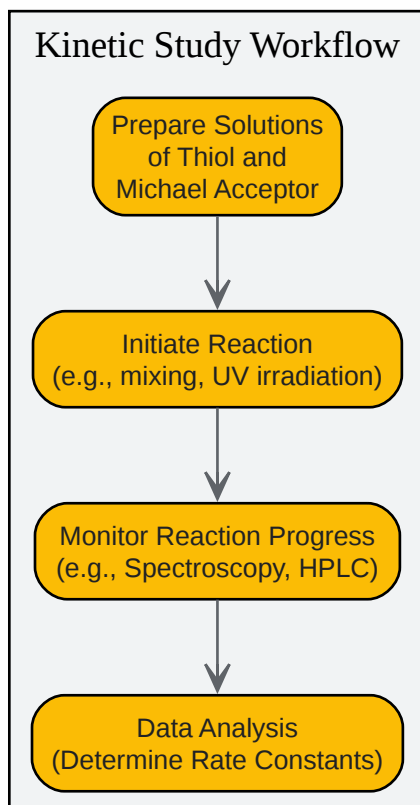 Kinetic Study Workflow
Prepare Solutions
of Thiol and
Michael Acceptor
Initiate Reaction
(e.g., mixing, UV irradiation)
Monitor Reaction Progress
(e.g., Spectroscopy, HPLC)
Data Analysis
(Determine Rate Constants)